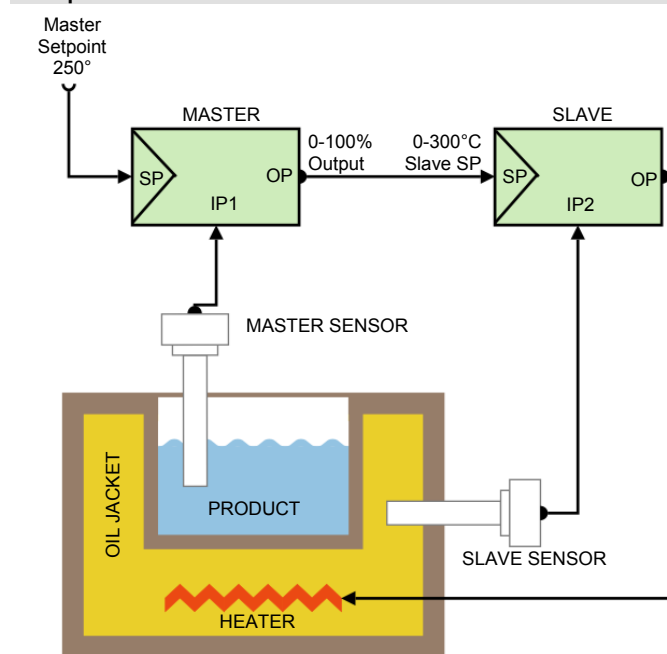 Master
Setpoint
250°
MASTER
SLAVE
0-100%
Output
0-300°C
Slave SP
SP
OP
IP1
SP
OP
IP2
MASTER SENSOR
OIL JACKET
PRODUCT
SLAVE SENSOR
HEATER